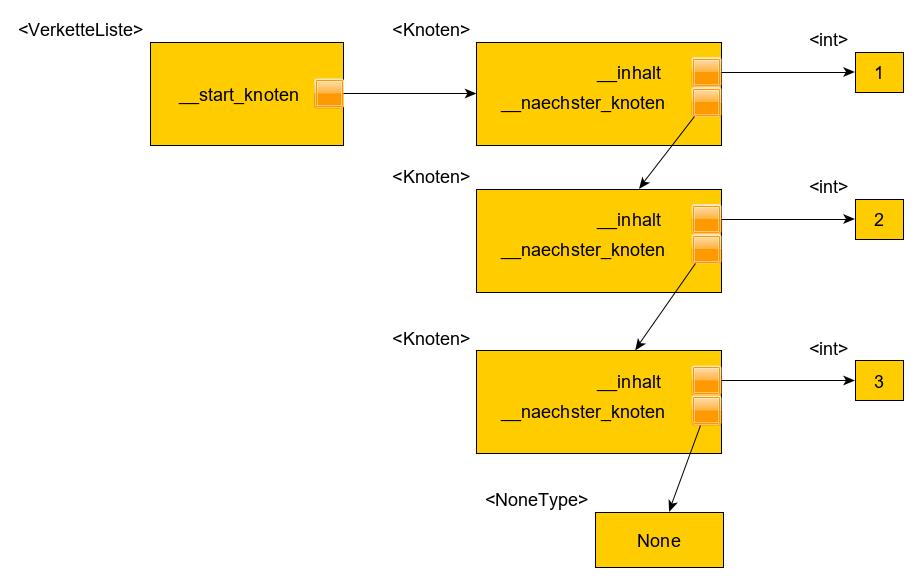 <VerketteListe>
__start_knoten
<Knoten>
__inhalt
__naechster_knoten
<int>
1
<Knoten>
__inhalt
__naechster_knoten
<int>
2
<Knoten>
__inhalt
__naechster_knoten
<int>
3
<NoneType>
None